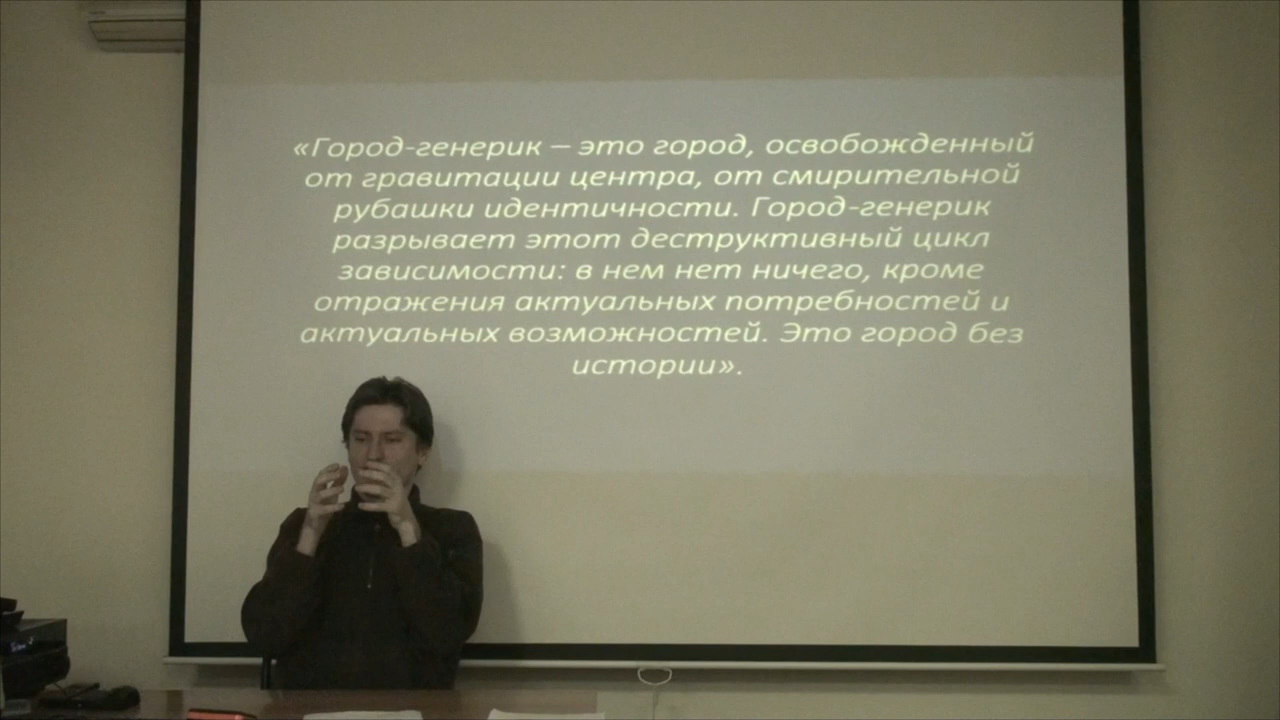 «Город-генерик – это город, освобожденный
от гравитации центра, от смирительной
рубашки идентичности. Город-генерик
разрывает этот деструктивный цикл
зависимости: в нем нет ничего, кроме
отражения актуальных потребностей и
актуальных возможностей. Это город без
истории».